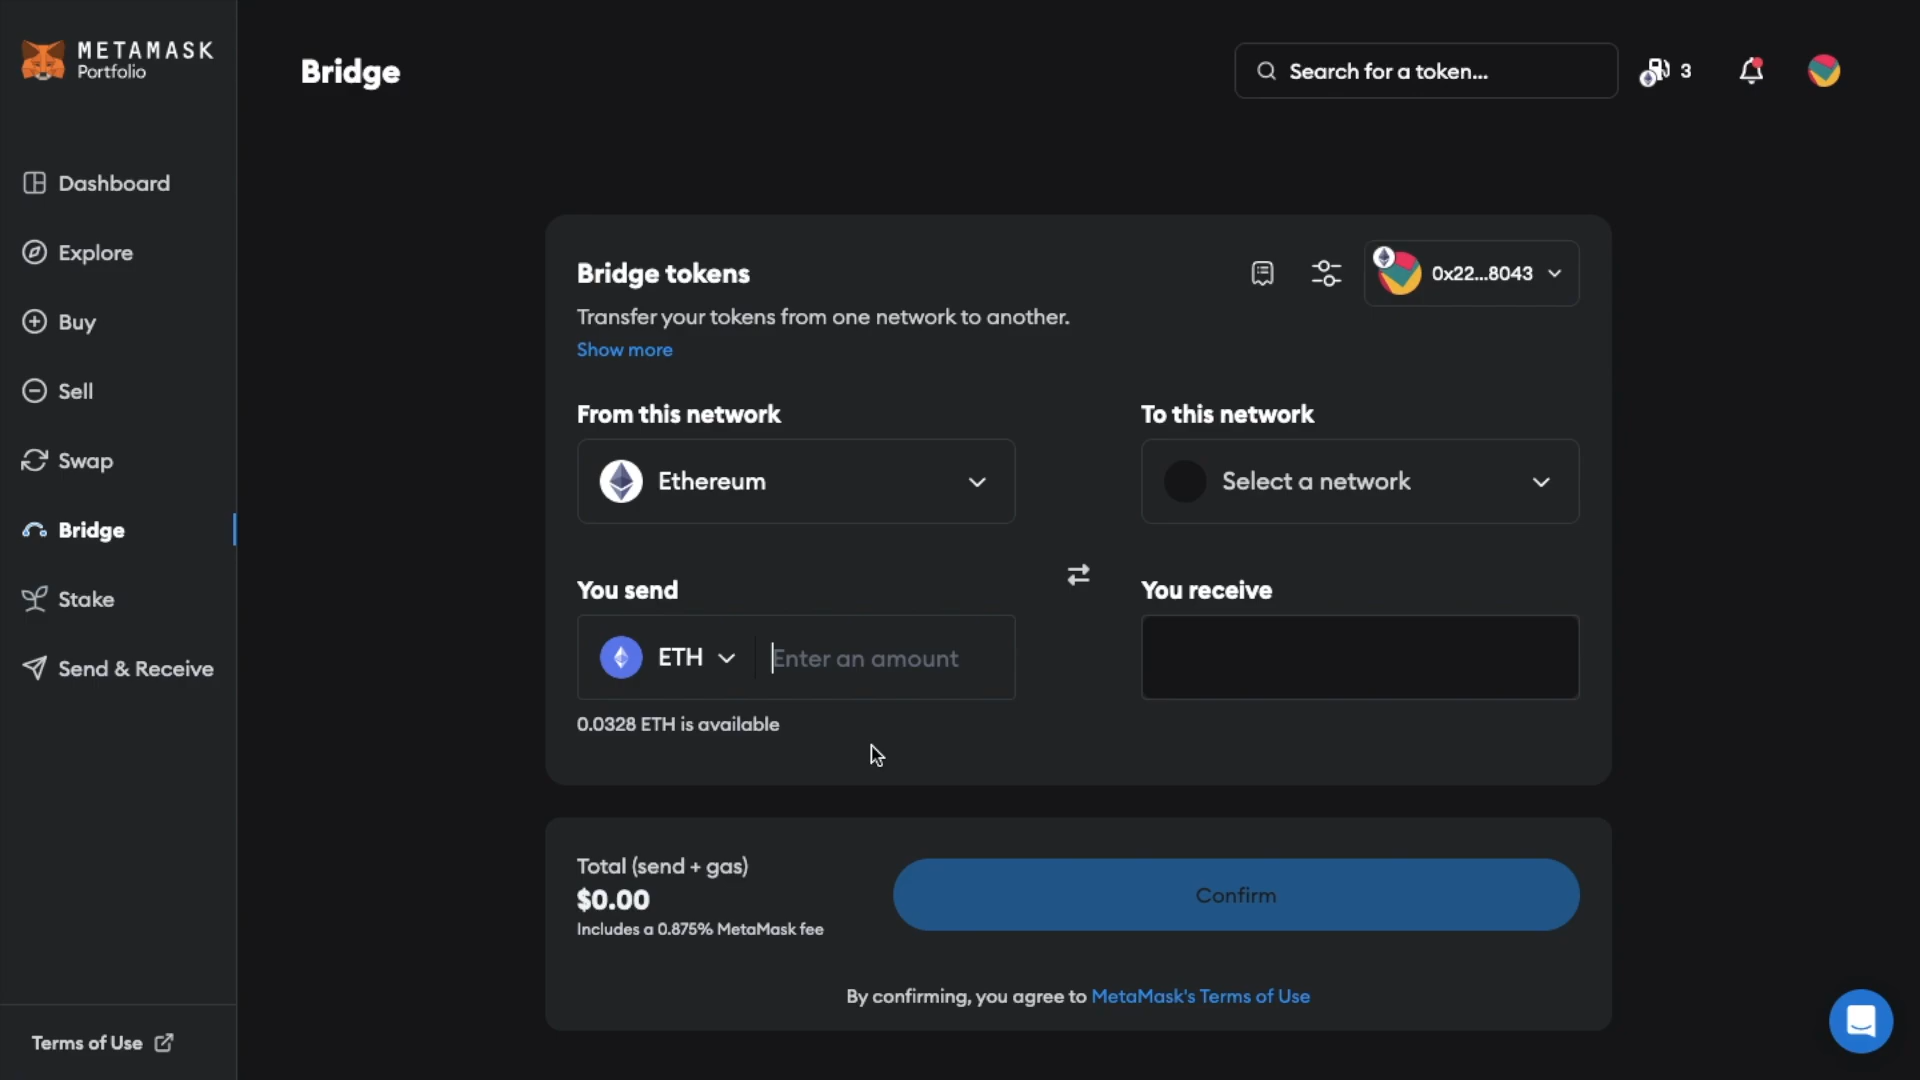 METAMASK
Portfolio
Bridge
Search for a token...
3
Dashboard
Explore
Buy
Sell
Swap
Bridge
Stake
Send & Receive
Terms of Use
Bridge tokens
0x22...8043
Transfer your tokens from one network to another.
Show more
From this network
To this network
Ethereum
Select a network
You send
You receive
ETH
Enter an amount
0.0328 ETH is available
Total (send + gas)
$0.00
Includes a 0.875% MetaMask fee
Confirm
By confirming, you agree to MetaMask's Terms of Use